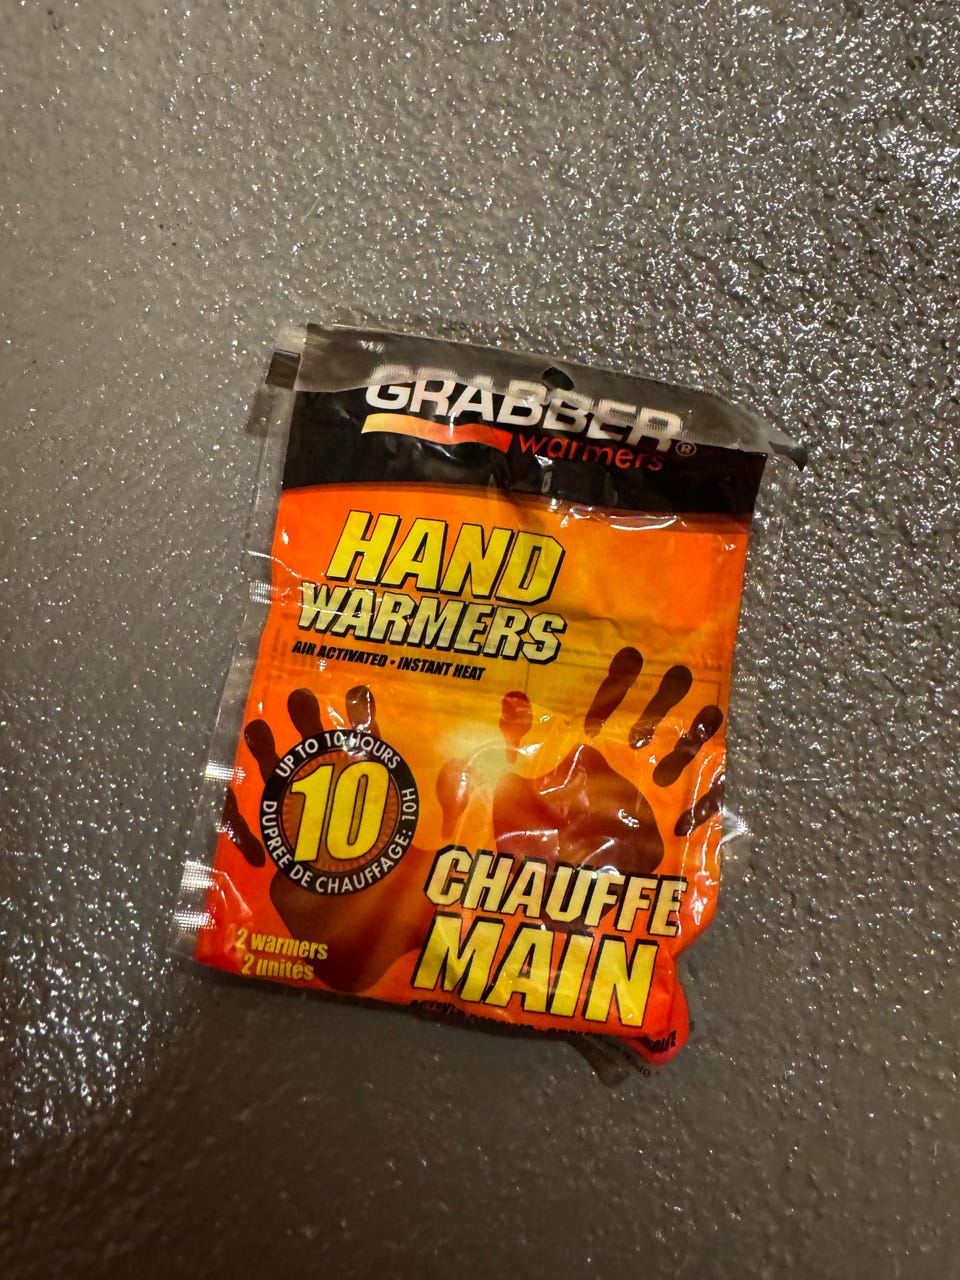 GRABBER®
warmers
HAND
WARMERS
AIR ACTIVATED • INSTANT HEAT
UP TO 10 HOURS
10
DUPRÉE DE CHAUFFAGE: 10H
CHAUFFE
MAIN
2 warmers
2 unités